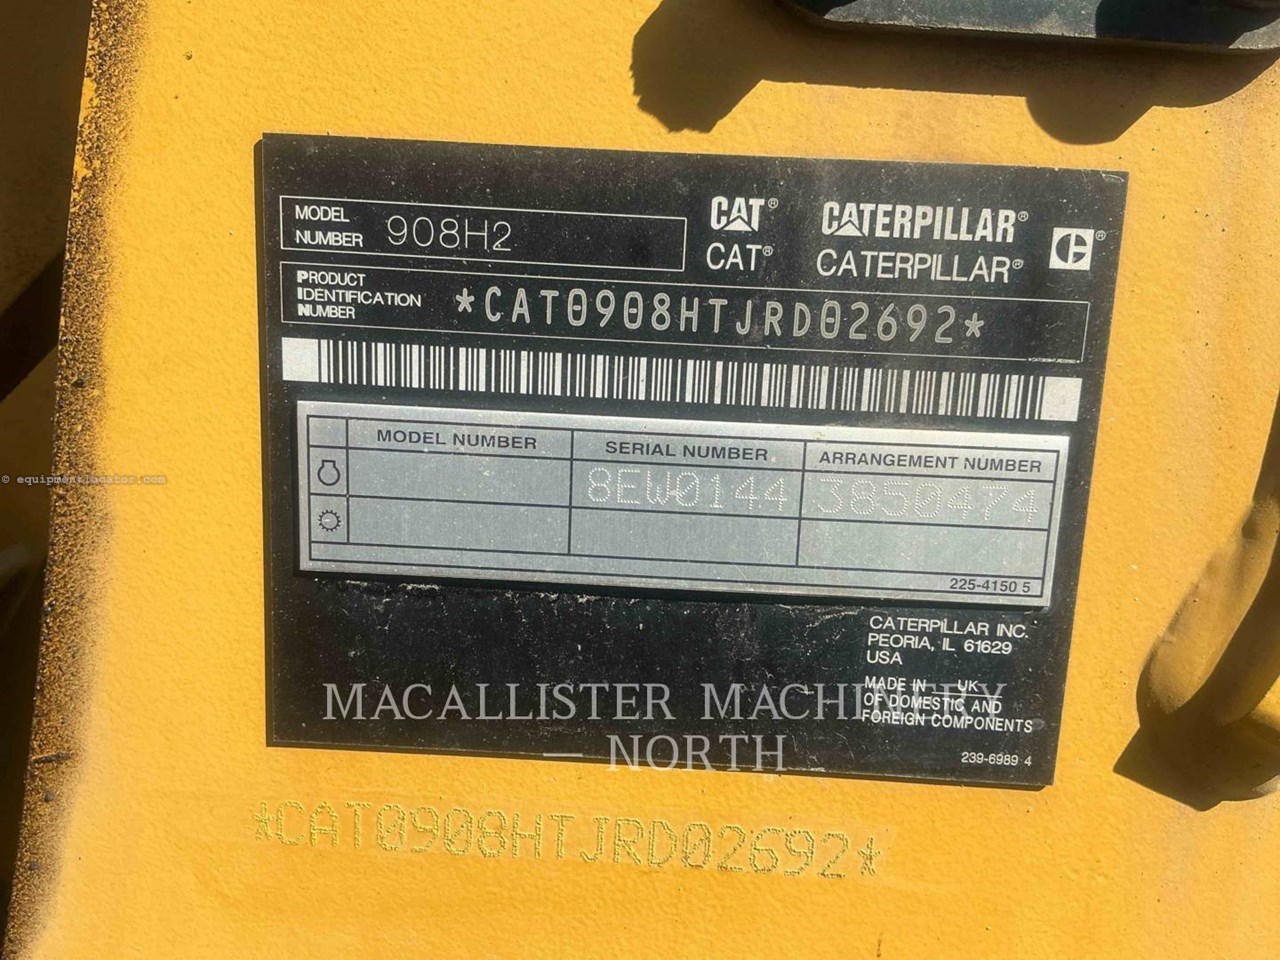 MODEL NUMBER 908H2
CAT® CATERPILLAR®
CAT® CATERPILLAR®
PRODUCT
IDENTIFICATION
NUMBER
*CAT0908HTJRD02692*
*CAT0908HTJRD02692*
MODEL NUMBER SERIAL NUMBER ARRANGEMENT NUMBER
8EW0144 3850474
225-4150 5
CATERPILLAR INC.
PEORIA, IL 61629
USA
MADE IN UK
OF DOMESTIC AND
FOREIGN COMPONENTS
239-6989 4
*CAT0908HTJRD02692*
© equipmentlocator.com
MACALLISTER MACHINERY
— NORTH